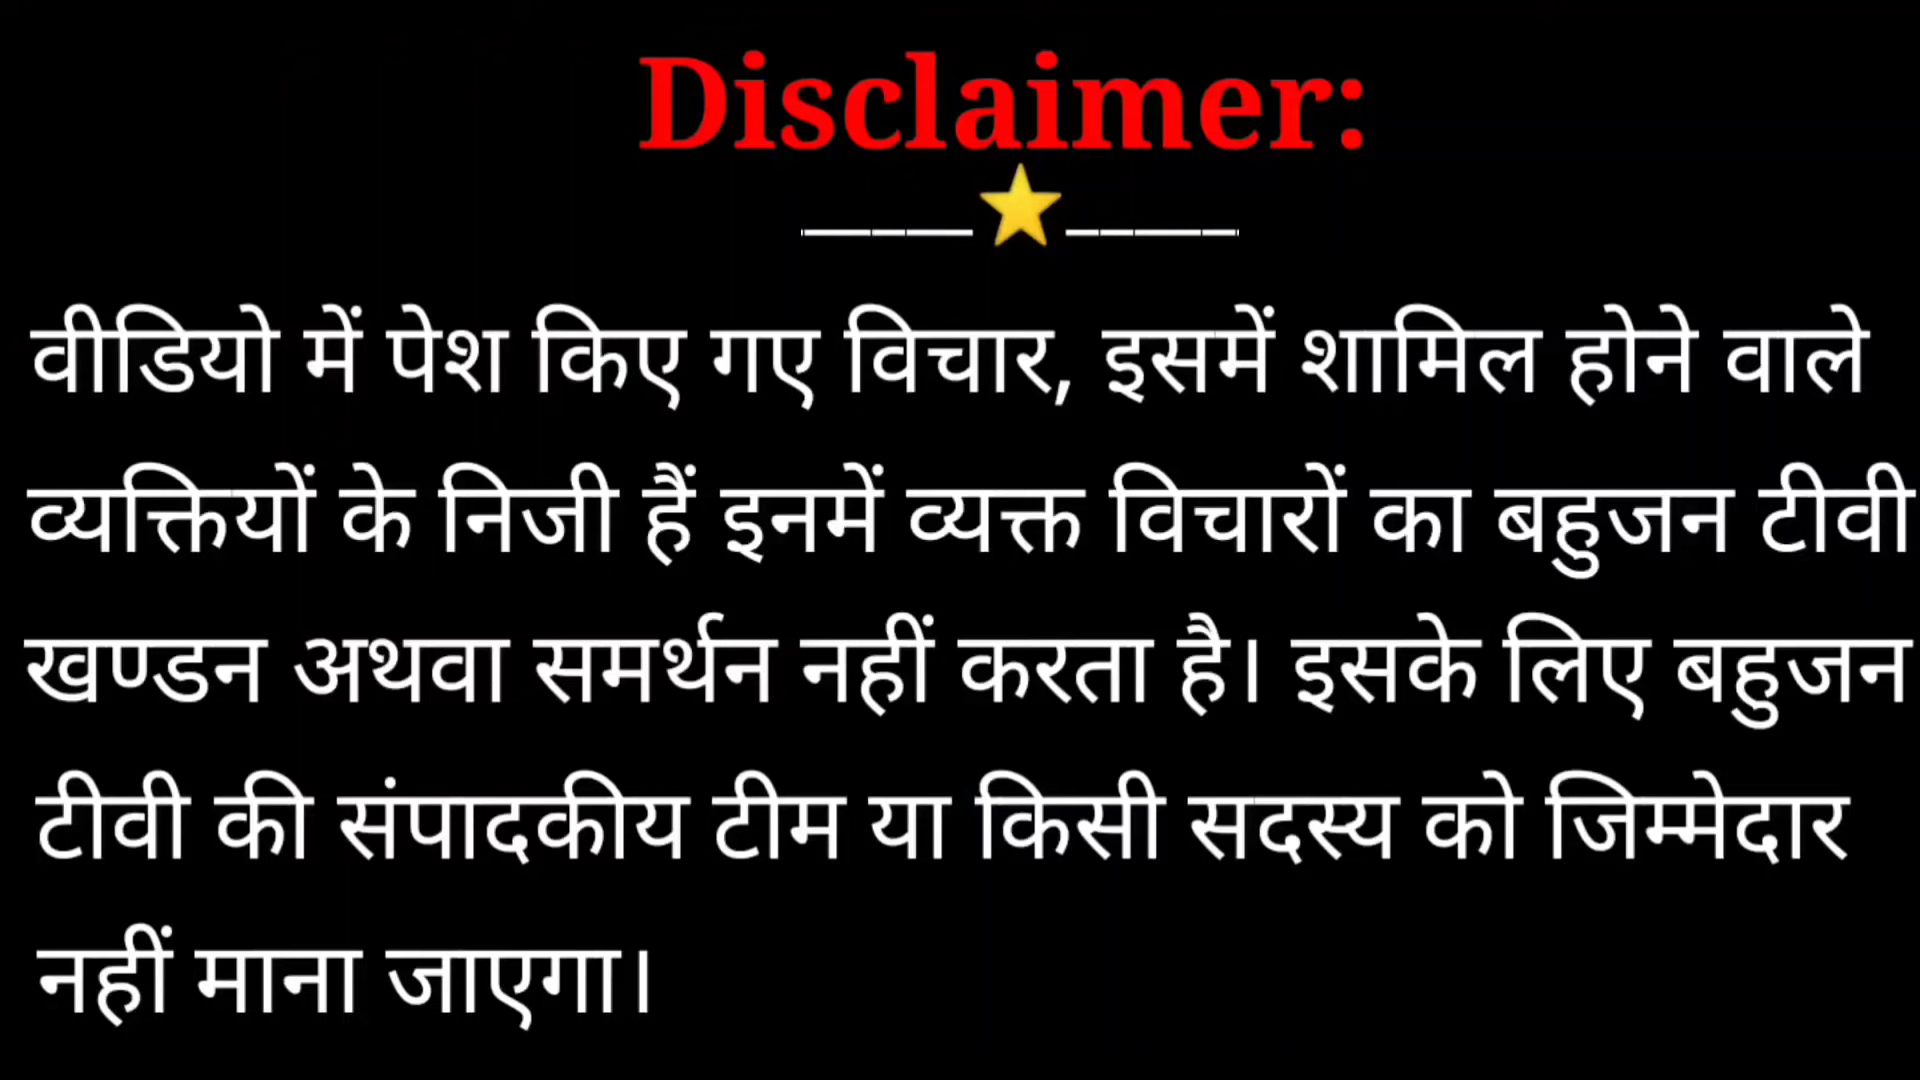 Disclaimer:
वीडियो में पेश किए गए विचार, इसमें शामिल होने वाले
व्यक्तियों के निजी हैं इनमें व्यक्त विचारों का बहुजन टीवी
खण्डन अथवा समर्थन नहीं करता है। इसके लिए बहुजन
टीवी की संपादकीय टीम या किसी सदस्य को जिम्मेदार
नहीं माना जाएगा।